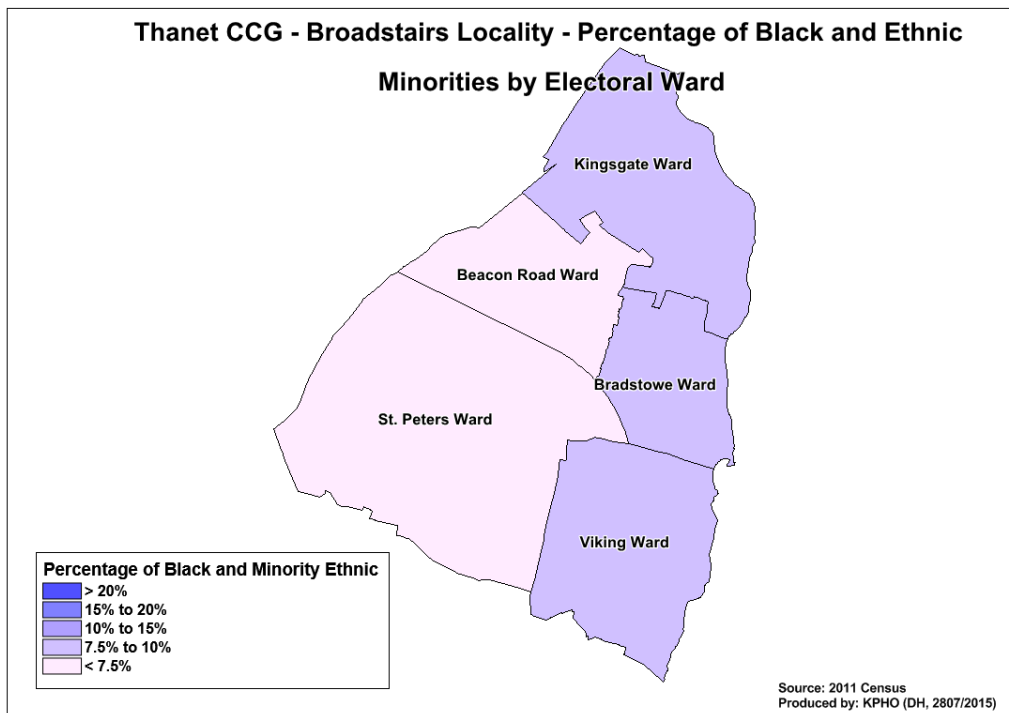 Thanet CCG - Broadstairs Locality - Percentage of Black and Ethnic
Minorities by Electoral Ward
Kingsgate Ward
Beacon Road Ward
Bradstowe Ward
St. Peters Ward
Viking Ward
Percentage of Black and Minority Ethnic
> 20%
15% to 20%
10% to 15%
7.5% to 10%
< 7.5%
Source: 2011 Census
Produced by: KPHO (DH, 2807/2015)